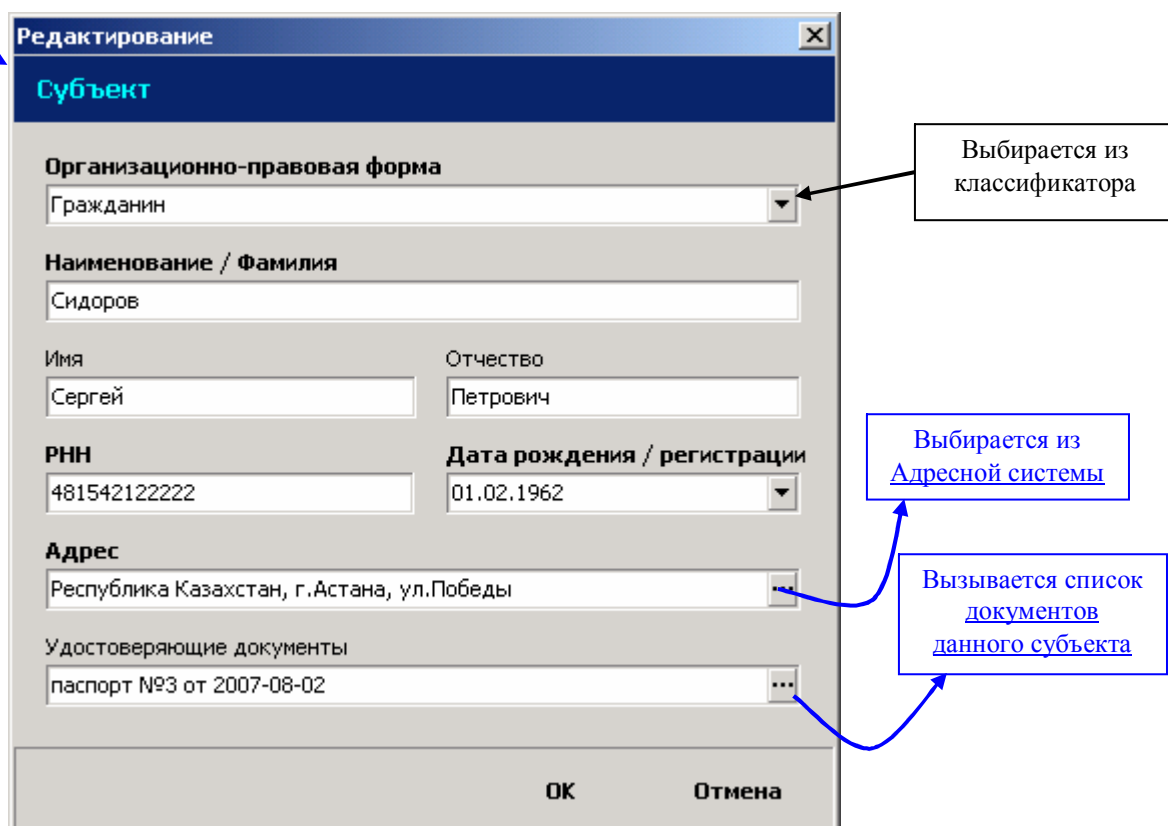 Редактирование
Субъект
Организационно-правовая форма
Гражданин
Выбирается из
классификатора
Наименование / Фамилия
Сидоров
Имя
Отчество
Сергей
Петрович
РНН
Дата рождения / регистрации
481542122222
01.02.1962
Выбирается из
Адресной системы
Адрес
Республика Казахстан, г.Астана, ул.Победы
...
Вызывается список
документов
данного субъекта
Удостоверяющие документы
паспорт №3 от 2007-08-02
...
ОК
Отмена